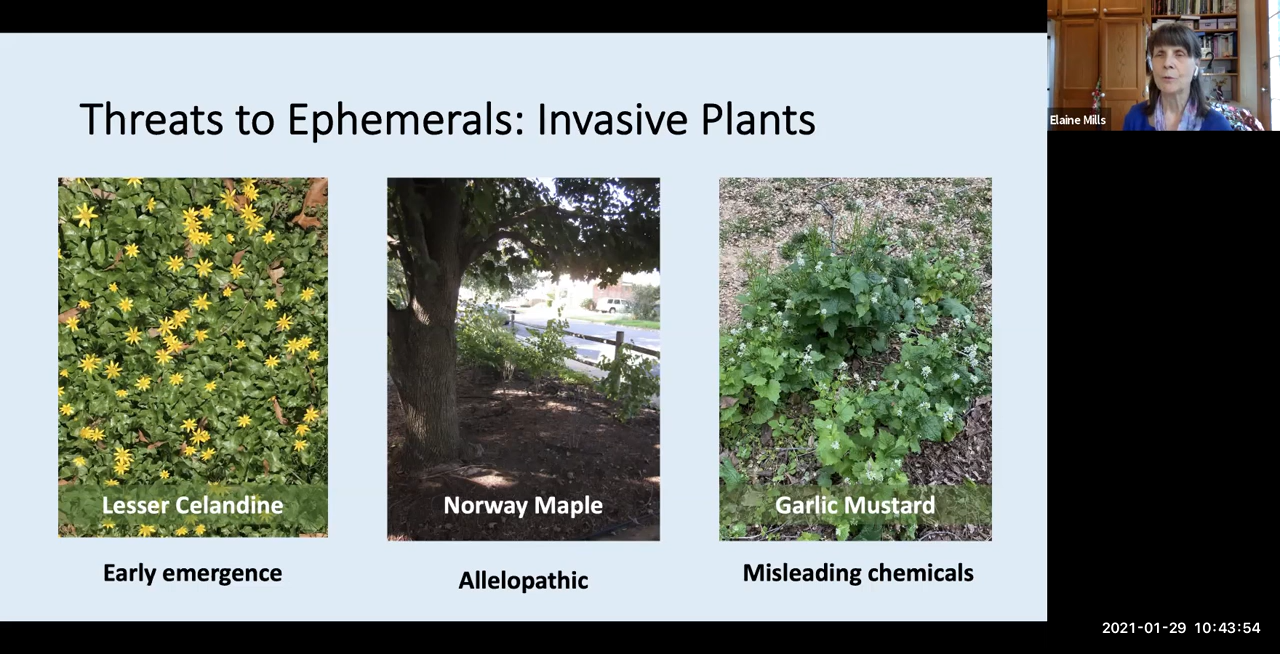 Threats to Ephemerals: Invasive Plants
Elaine Mills
Lesser Celandine
Norway Maple
Garlic Mustard
Early emergence
Allelopathic
Misleading chemicals
2021-01-29 10:43:54